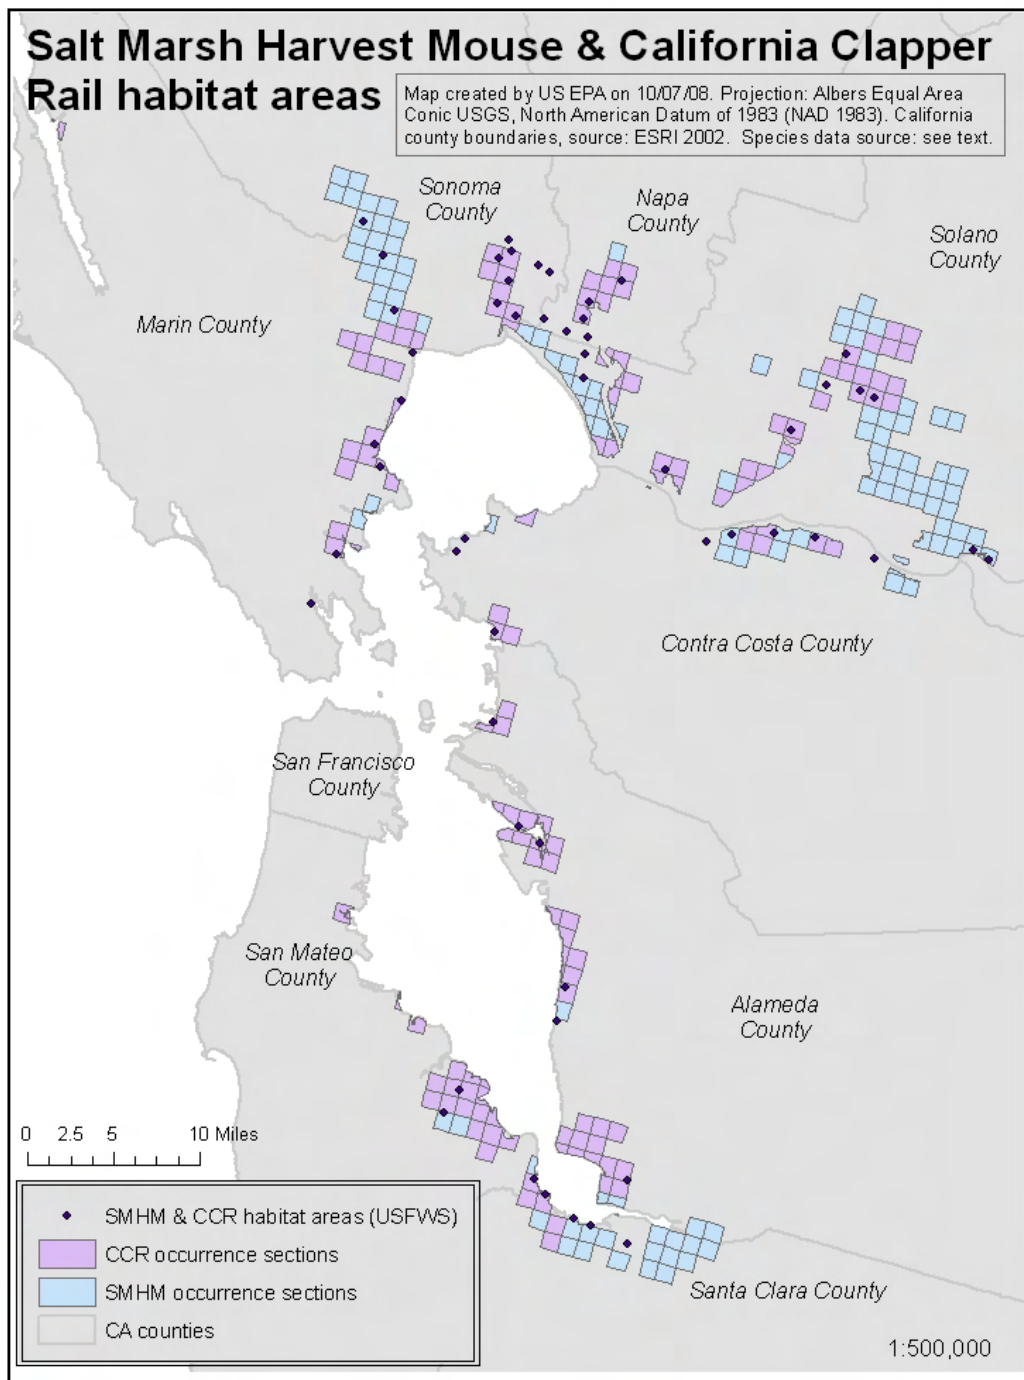 Salt Marsh Harvest Mouse & California Clapper
Rail habitat areas
Map created by US EPA on 10/07/08. Projection: Albers Equal Area
Conic USGS, North American Datum of 1983 (NAD 1983). California
county boundaries, source: ESRI 2002. Species data source: see text.
Sonoma
County
Napa
County
Solano
County
Marin County
Contra Costa County
San Francisco
County
San Mateo
County
Alameda
County
Santa Clara County
0 2.5 5 10 Miles
SMHM & CCR habitat areas (USFWS)
CCR occurrence sections
SMHM occurrence sections
CA counties
1:500,000